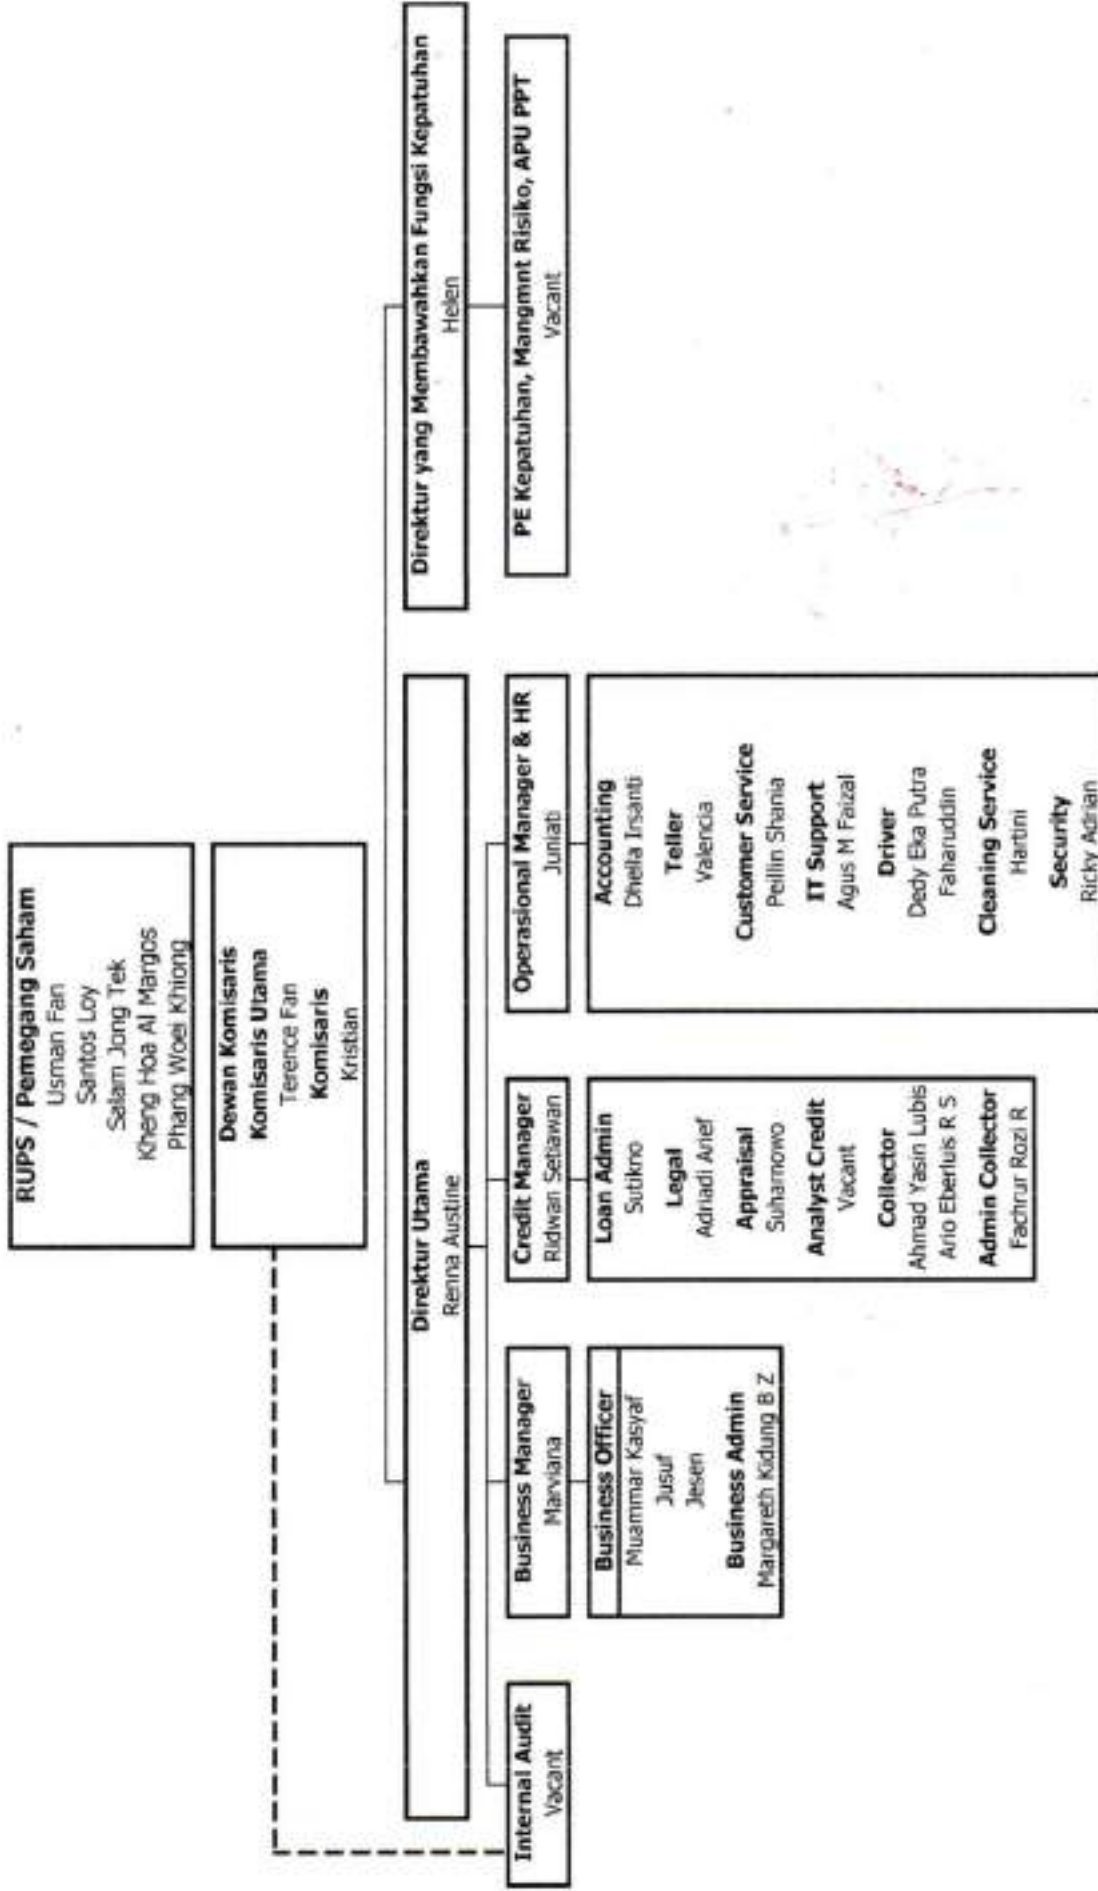 RUPS / Pemegang Saham
Usman Fan
Santos Loy
Salam Jong Tek
Kheng Hoa Al Margos
Phang Woei Khiong
Dewan Komisaris
Komisaris Utama
Terence Fan
Komisaris
Kristian
Direktur Utama
Renna Austine
Direktur yang Membawahkan Fungsi Kepatuhan
Helen
Internal Audit
Vacant
Business Manager
Marviana
Credit Manager
Ridwan Setiawan
Operasional Manager & HR
Juniati
PE Kepatuhan, Mangmnt Risiko, APU PPT
Vacant
Business Officer
Muammar Kasyaf
Jusuf
Jesen
Business Admin
Margareth Kidung B Z
Loan Admin
Sutikno
Legal
Adriadi Arief
Appraisal
Suharnowo
Analyst Credit
Vacant
Collector
Ahmad Yasin Lubis
Ario Eberlus R S
Admin Collector
Fachrur Rozi R
Accounting
Dhella Irsanti
Teller
Valencia
Customer Service
Peillin Shania
IT Support
Agus M Faizal
Driver
Dedy Eka Putra
Faharuddin
Cleaning Service
Hartini
Security
Ricky Adrian